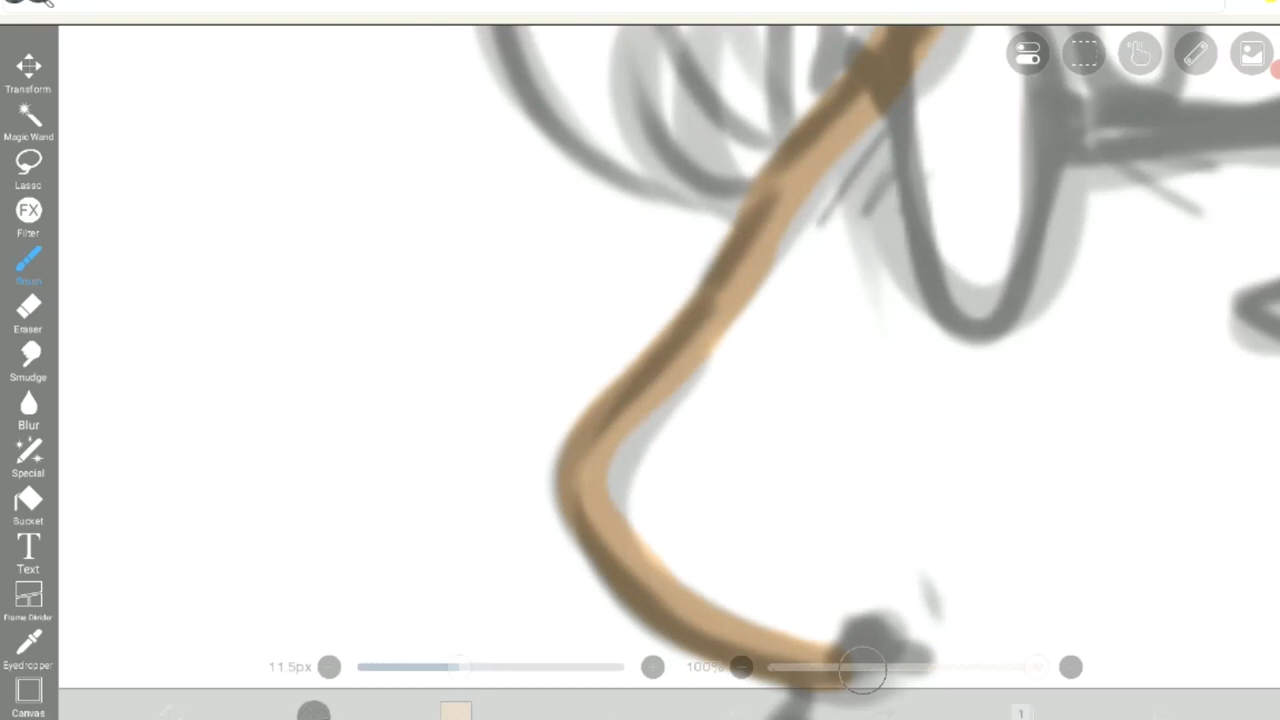 Transform
Magic Wand
Lasso
FX
Filter
Brush
Eraser
Smudge
Blur
Special
Bucket
T
Text
Frame Divider
Eyedropper
Canvas
11.5px
100%
1